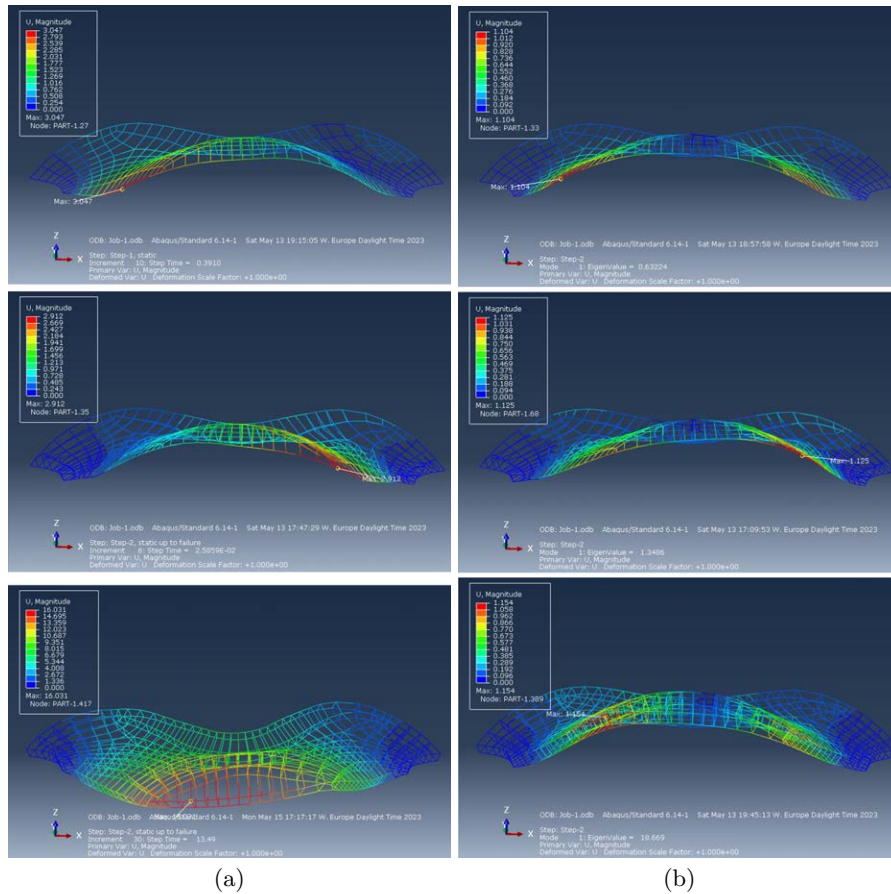 U, Magnitude
3.047
2.793
2.539
2.285
2.031
1.777
1.523
1.269
1.016
0.762
0.508
0.254
0.000
Max: 3.047
Node: PART-1.27
Max: 3.047
Z
X
ODB: Job-1.odb Abaqus/Standard 6.14-1 Sat May 13 19:15:05 W. Europe Daylight Time 2023
Step: Step-1, static
Increment 10: Step Time = 0.3910
Primary Var: U, Magnitude
Deformed Var: U Deformation Scale Factor: +1.000e+00
U, Magnitude
1.104
1.012
0.920
0.828
0.736
0.644
0.552
0.460
0.368
0.276
0.184
0.092
0.000
Max: 1.104
Node: PART-1.33
Max: 1.104
Z
X
ODB: Job-1.odb Abaqus/Standard 6.14-1 Sat May 13 18:57:58 W. Europe Daylight Time 2023
Step: Step-2
Mode 1: EigenValue = 0.63224
Primary Var: U, Magnitude
Deformed Var: U Deformation Scale Factor: +1.000e+00
U, Magnitude
2.912
2.669
2.427
2.184
1.941
1.699
1.456
1.213
0.971
0.728
0.485
0.243
0.000
Max: 2.912
Node: PART-1.35
Max: 2.912
Z
X
ODB: Job-1.odb Abaqus/Standard 6.14-1 Sat May 13 17:47:29 W. Europe Daylight Time 2023
Step: Step-2, static up to failure
Increment 6: Step Time = 2.5859E-02
Primary Var: U, Magnitude
Deformed Var: U Deformation Scale Factor: +1.000e+00
U, Magnitude
1.125
1.031
0.938
0.844
0.750
0.656
0.563
0.469
0.375
0.281
0.188
0.094
0.000
Max: 1.125
Node: PART-1.68
Max: 1.125
Z
X
ODB: Job-1.odb Abaqus/Standard 6.14-1 Sat May 13 17:09:53 W. Europe Daylight Time 2023
Step: Step-2
Mode 1: EigenValue = 1.3486
Primary Var: U, Magnitude
Deformed Var: U Deformation Scale Factor: +1.000e+00
U, Magnitude
16.031
14.695
13.359
12.023
10.687
9.351
8.015
6.679
5.344
4.008
2.672
1.336
0.000
Max: 16.031
Node: PART-1.417
Z
X
ODB: Job-1.odb Standard 6.14-1 Mon May 15 17:17:17 W. Europe Daylight Time 2023
Step: Step-2, static up to failure
Increment 30: Step Time = 13.49
Primary Var: U, Magnitude
Deformed Var: U Deformation Scale Factor: +1.000e+00
U, Magnitude
1.154
1.058
0.962
0.866
0.770
0.673
0.577
0.481
0.385
0.289
0.192
0.096
0.000
Max: 1.154
Node: PART-1.389
Max: 1.154
Z
X
ODB: Job-1.odb Abaqus/Standard 6.14-1 Sat May 13 19:45:13 W. Europe Daylight Time 2023
Step: Step-2
Mode 1: EigenValue = 18.669
Primary Var: U, Magnitude
Deformed Var: U Deformation Scale Factor: +1.000e+00
(a)
(b)